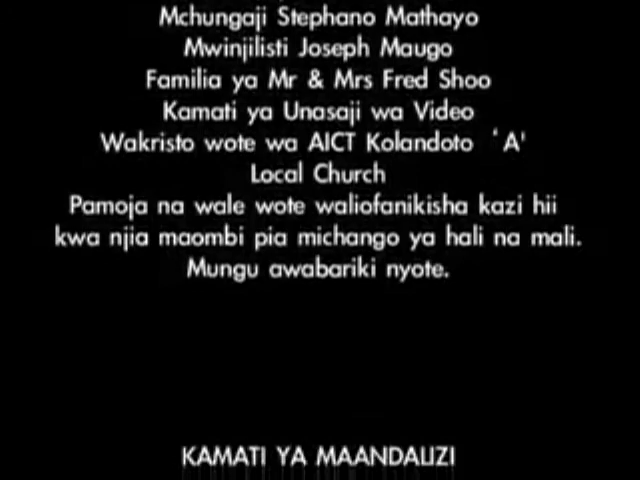 Mchungaji Stephano Mathayo
Mwinjilisti Joseph Maugo
Familia ya Mr & Mrs Fred Shoo
Kamati ya Unasaji wa Video
Wakristo wote wa AICT Kolandoto ‘A'
Local Church
Pamoja na wale wote waliofanikisha kazi hii
kwa njia maombi pia michango ya hali na mali.
Mungu awabariki nyote.
KAMATI YA MAANDALIZI